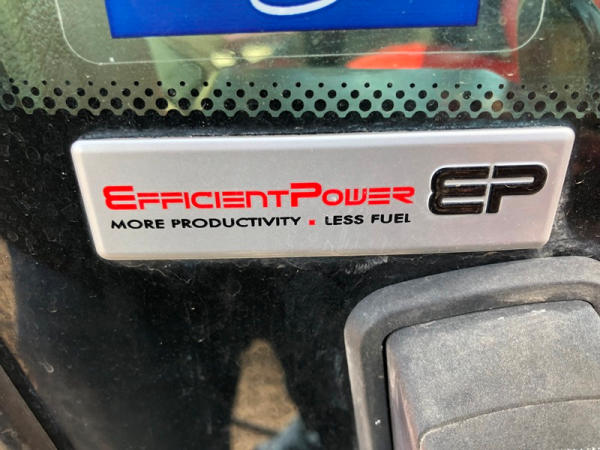 EFFICIENTPOWER
MORE PRODUCTIVITY . LESS FUEL
EP